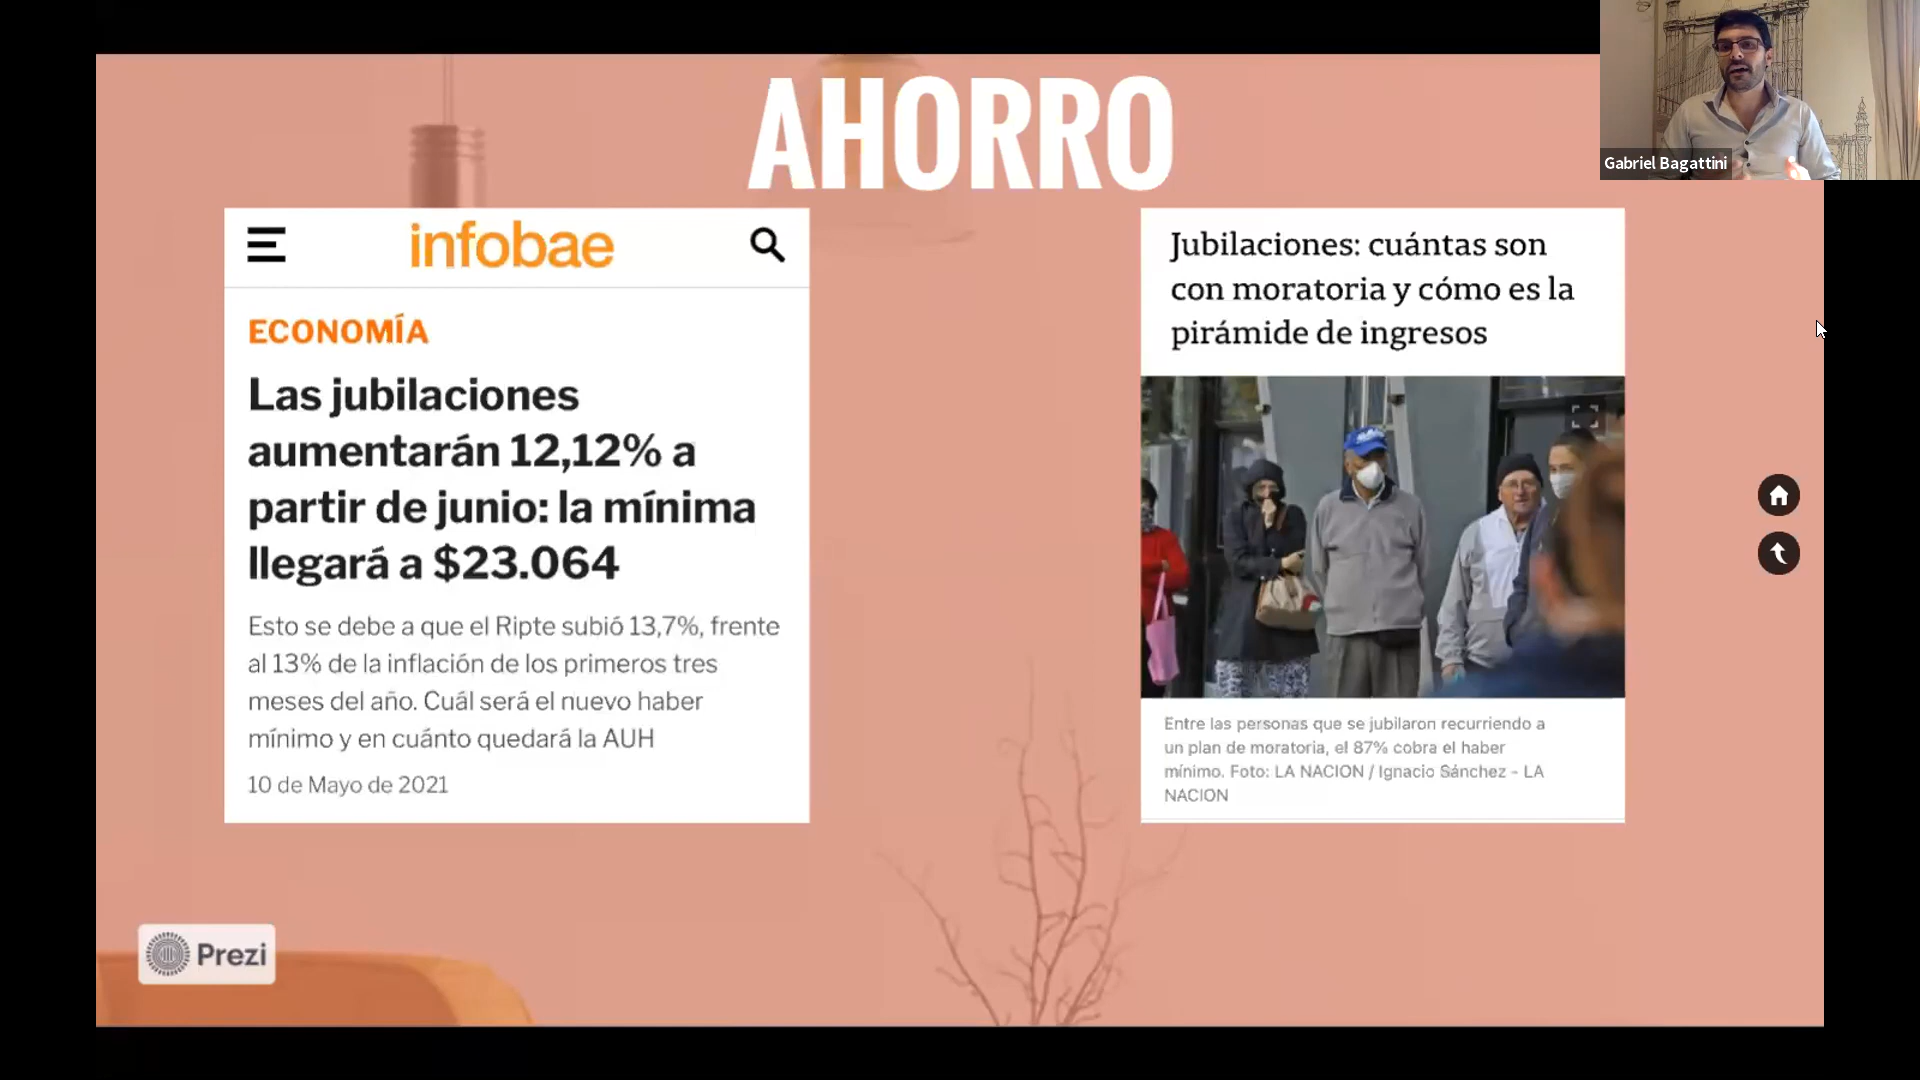 AHORRO
Gabriel Bagattini
infobae
ECONOMÍA
Las jubilaciones
aumentarán 12,12% a
partir de junio: la mínima
llegará a $23.064
Esto se debe a que el Ripte subió 13,7%, frente
al 13% de la inflación de los primeros tres
meses del año. Cuál será el nuevo haber
mínimo y en cuánto quedará la AUH
10 de Mayo de 2021
Jubilaciones: cuántas son
con moratoria y cómo es la
pirámide de ingresos
Entre las personas que se jubilaron recurriendo a
un plan de moratoria, el 87% cobra el haber
mínimo. Foto: LA NACION / Ignacio Sánchez - LA
NACION
Prezi